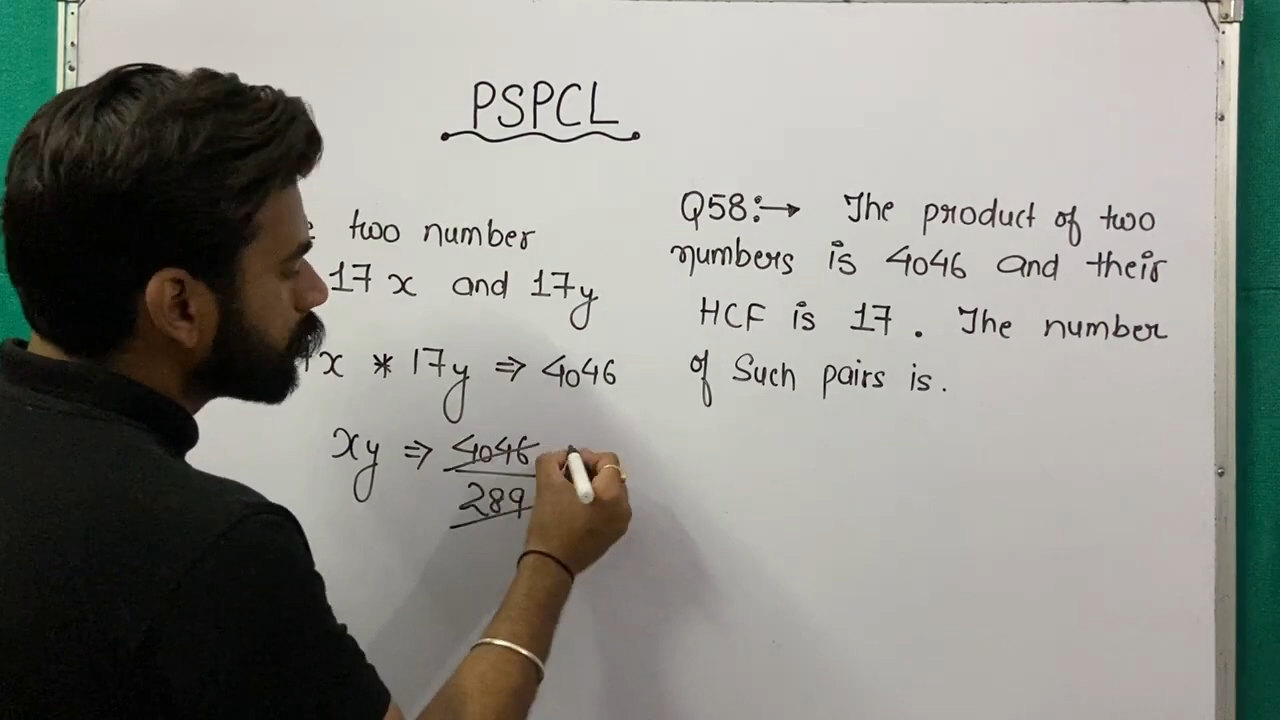 PSPCL
two number
17x and 17y
x * 17y ⇒ 4046
xy ⇒ 4046
289
Q58:→ The product of two
numbers is 4046 and their
HCF is 17. The number
of Such pairs is.